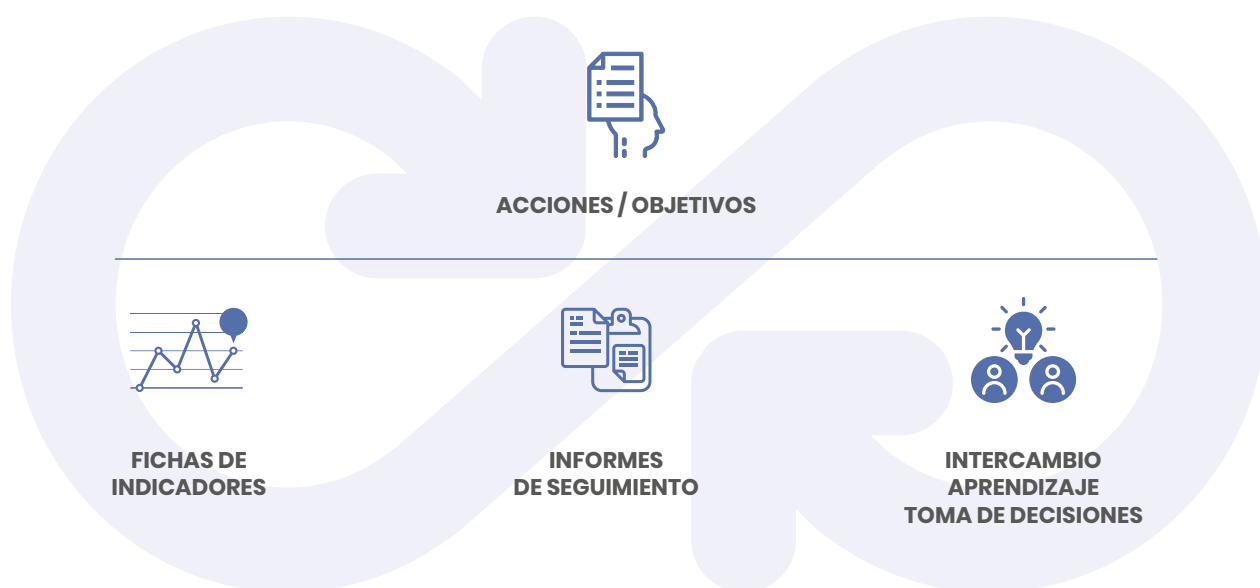 ACCIONES / OBJETIVOS
FICHAS DE
INDICADORES
INFORMES
DE SEGUIMIENTO
INTERCAMBIO
APRENDIZAJE
TOMA DE DECISIONES